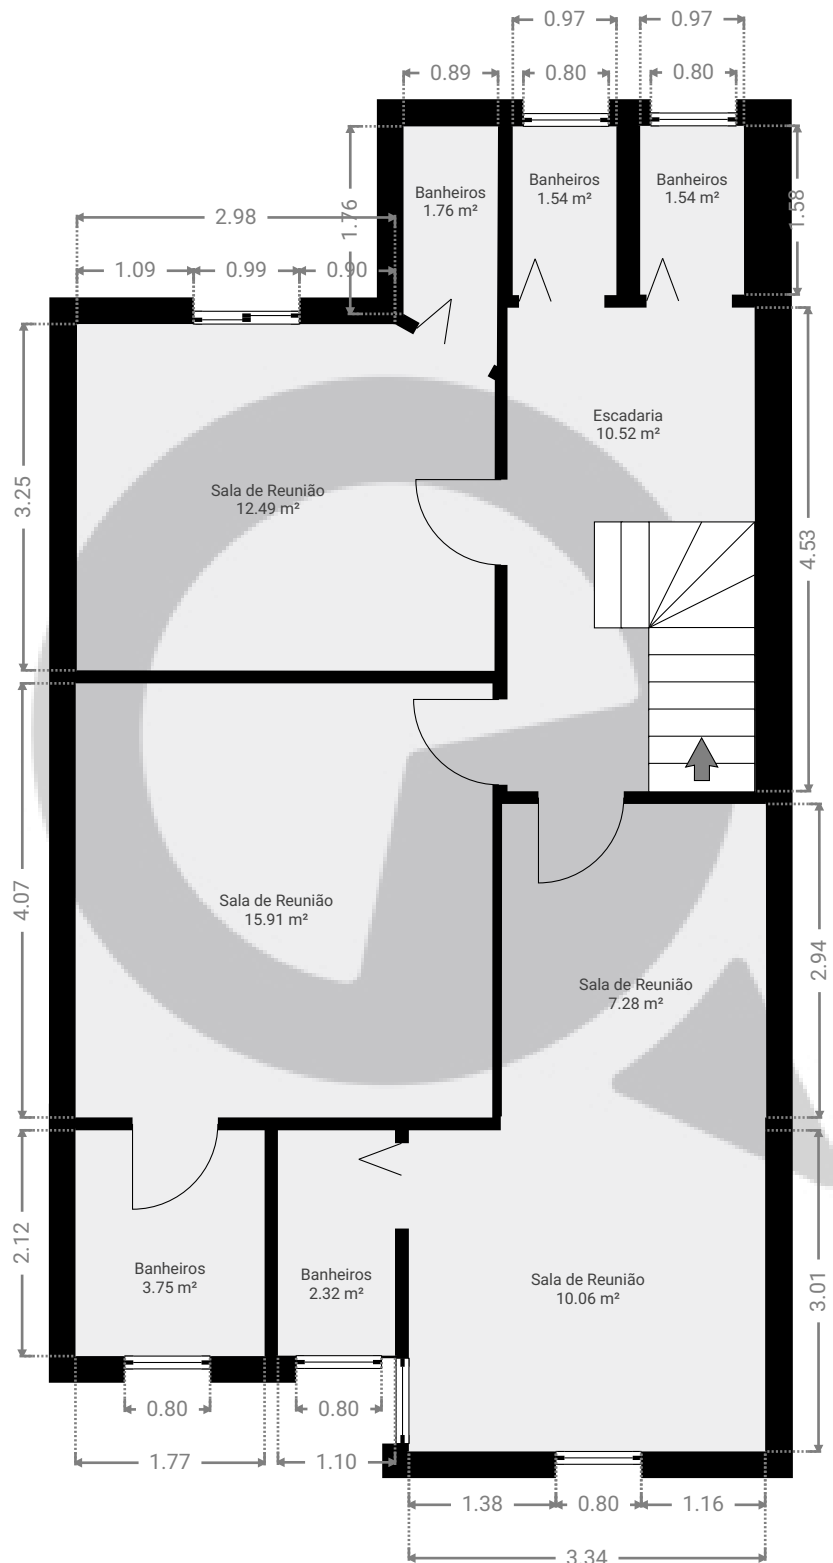 0.97
0.97
0.89
0.80
0.80
Banheiros
1.76 m²
Banheiros
1.54 m²
Banheiros
1.54 m²
1.76
1.58
2.98
1.09
0.99
0.90
3.25
Escadaria
10.52 m²
Sala de Reunião
12.49 m²
4.53
4.07
Sala de Reunião
15.91 m²
2.94
Sala de Reunião
7.28 m²
2.12
Banheiros
3.75 m²
Banheiros
2.32 m²
Sala de Reunião
10.06 m²
3.01
0.80
0.80
1.77
1.10
1.38
0.80
1.16
3.34